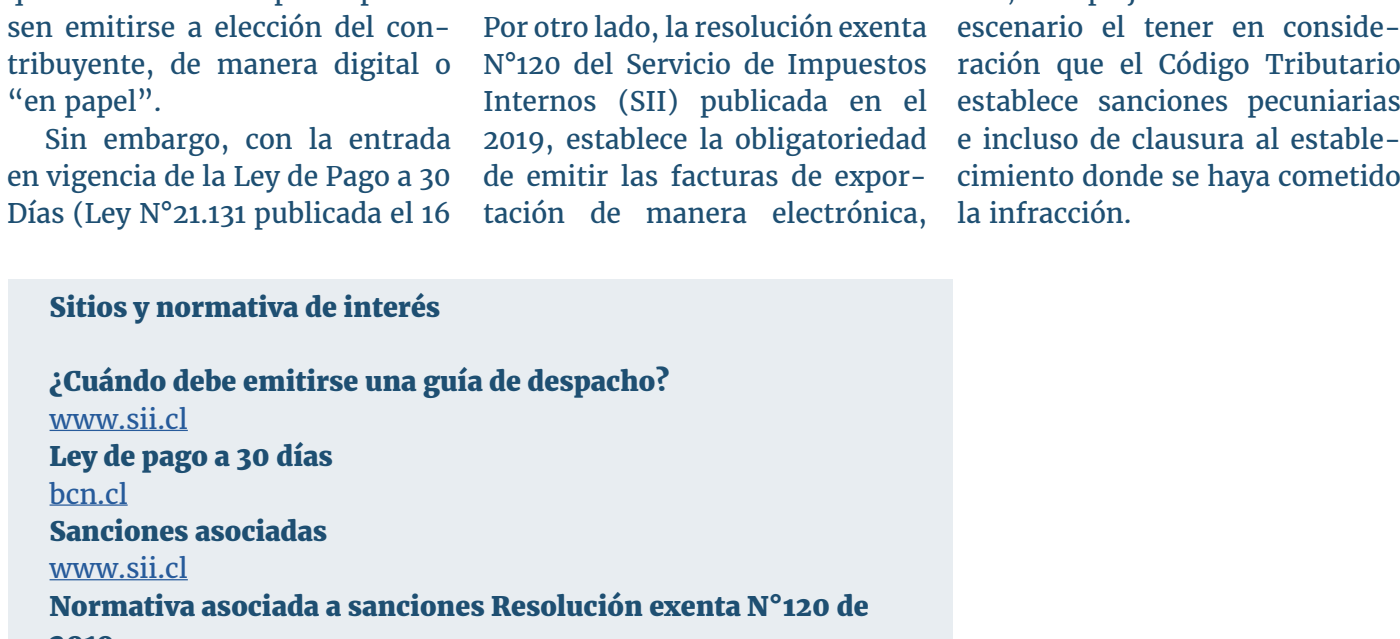 sen emitirse a elección del con-
tribuyente, de manera digital o
“en papel”.
Sin embargo, con la entrada
en vigencia de la Ley de Pago a 30
Días (Ley N°21.131 publicada el 16
Por otro lado, la resolución exenta
N°120 del Servicio de Impuestos
Internos (SII) publicada en el
2019, establece la obligatoriedad
de emitir las facturas de expor-
tación de manera electrónica,
escenario el tener en conside-
ración que el Código Tributario
establece sanciones pecuniarias
e incluso de clausura al estable-
cimiento donde se haya cometido
la infracción.
Sitios y normativa de interés
¿Cuándo debe emitirse una guía de despacho?
www.sii.cl
Ley de pago a 30 días
bcn.cl
Sanciones asociadas
www.sii.cl
Normativa asociada a sanciones Resolución exenta N°120 de